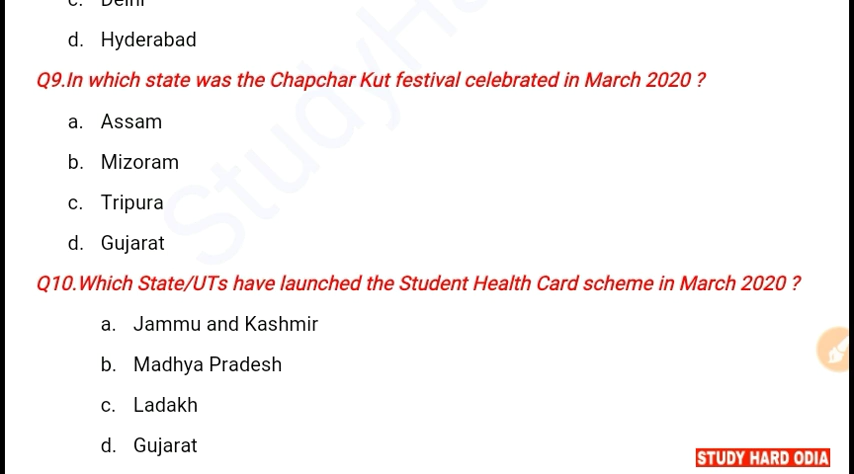 c. Delhi
d. Hyderabad
Q9.In which state was the Chapchar Kut festival celebrated in March 2020 ?
a. Assam
b. Mizoram
c. Tripura
d. Gujarat
Q10.Which State/UTs have launched the Student Health Card scheme in March 2020 ?
a. Jammu and Kashmir
b. Madhya Pradesh
c. Ladakh
d. Gujarat
STUDY HARD ODIA